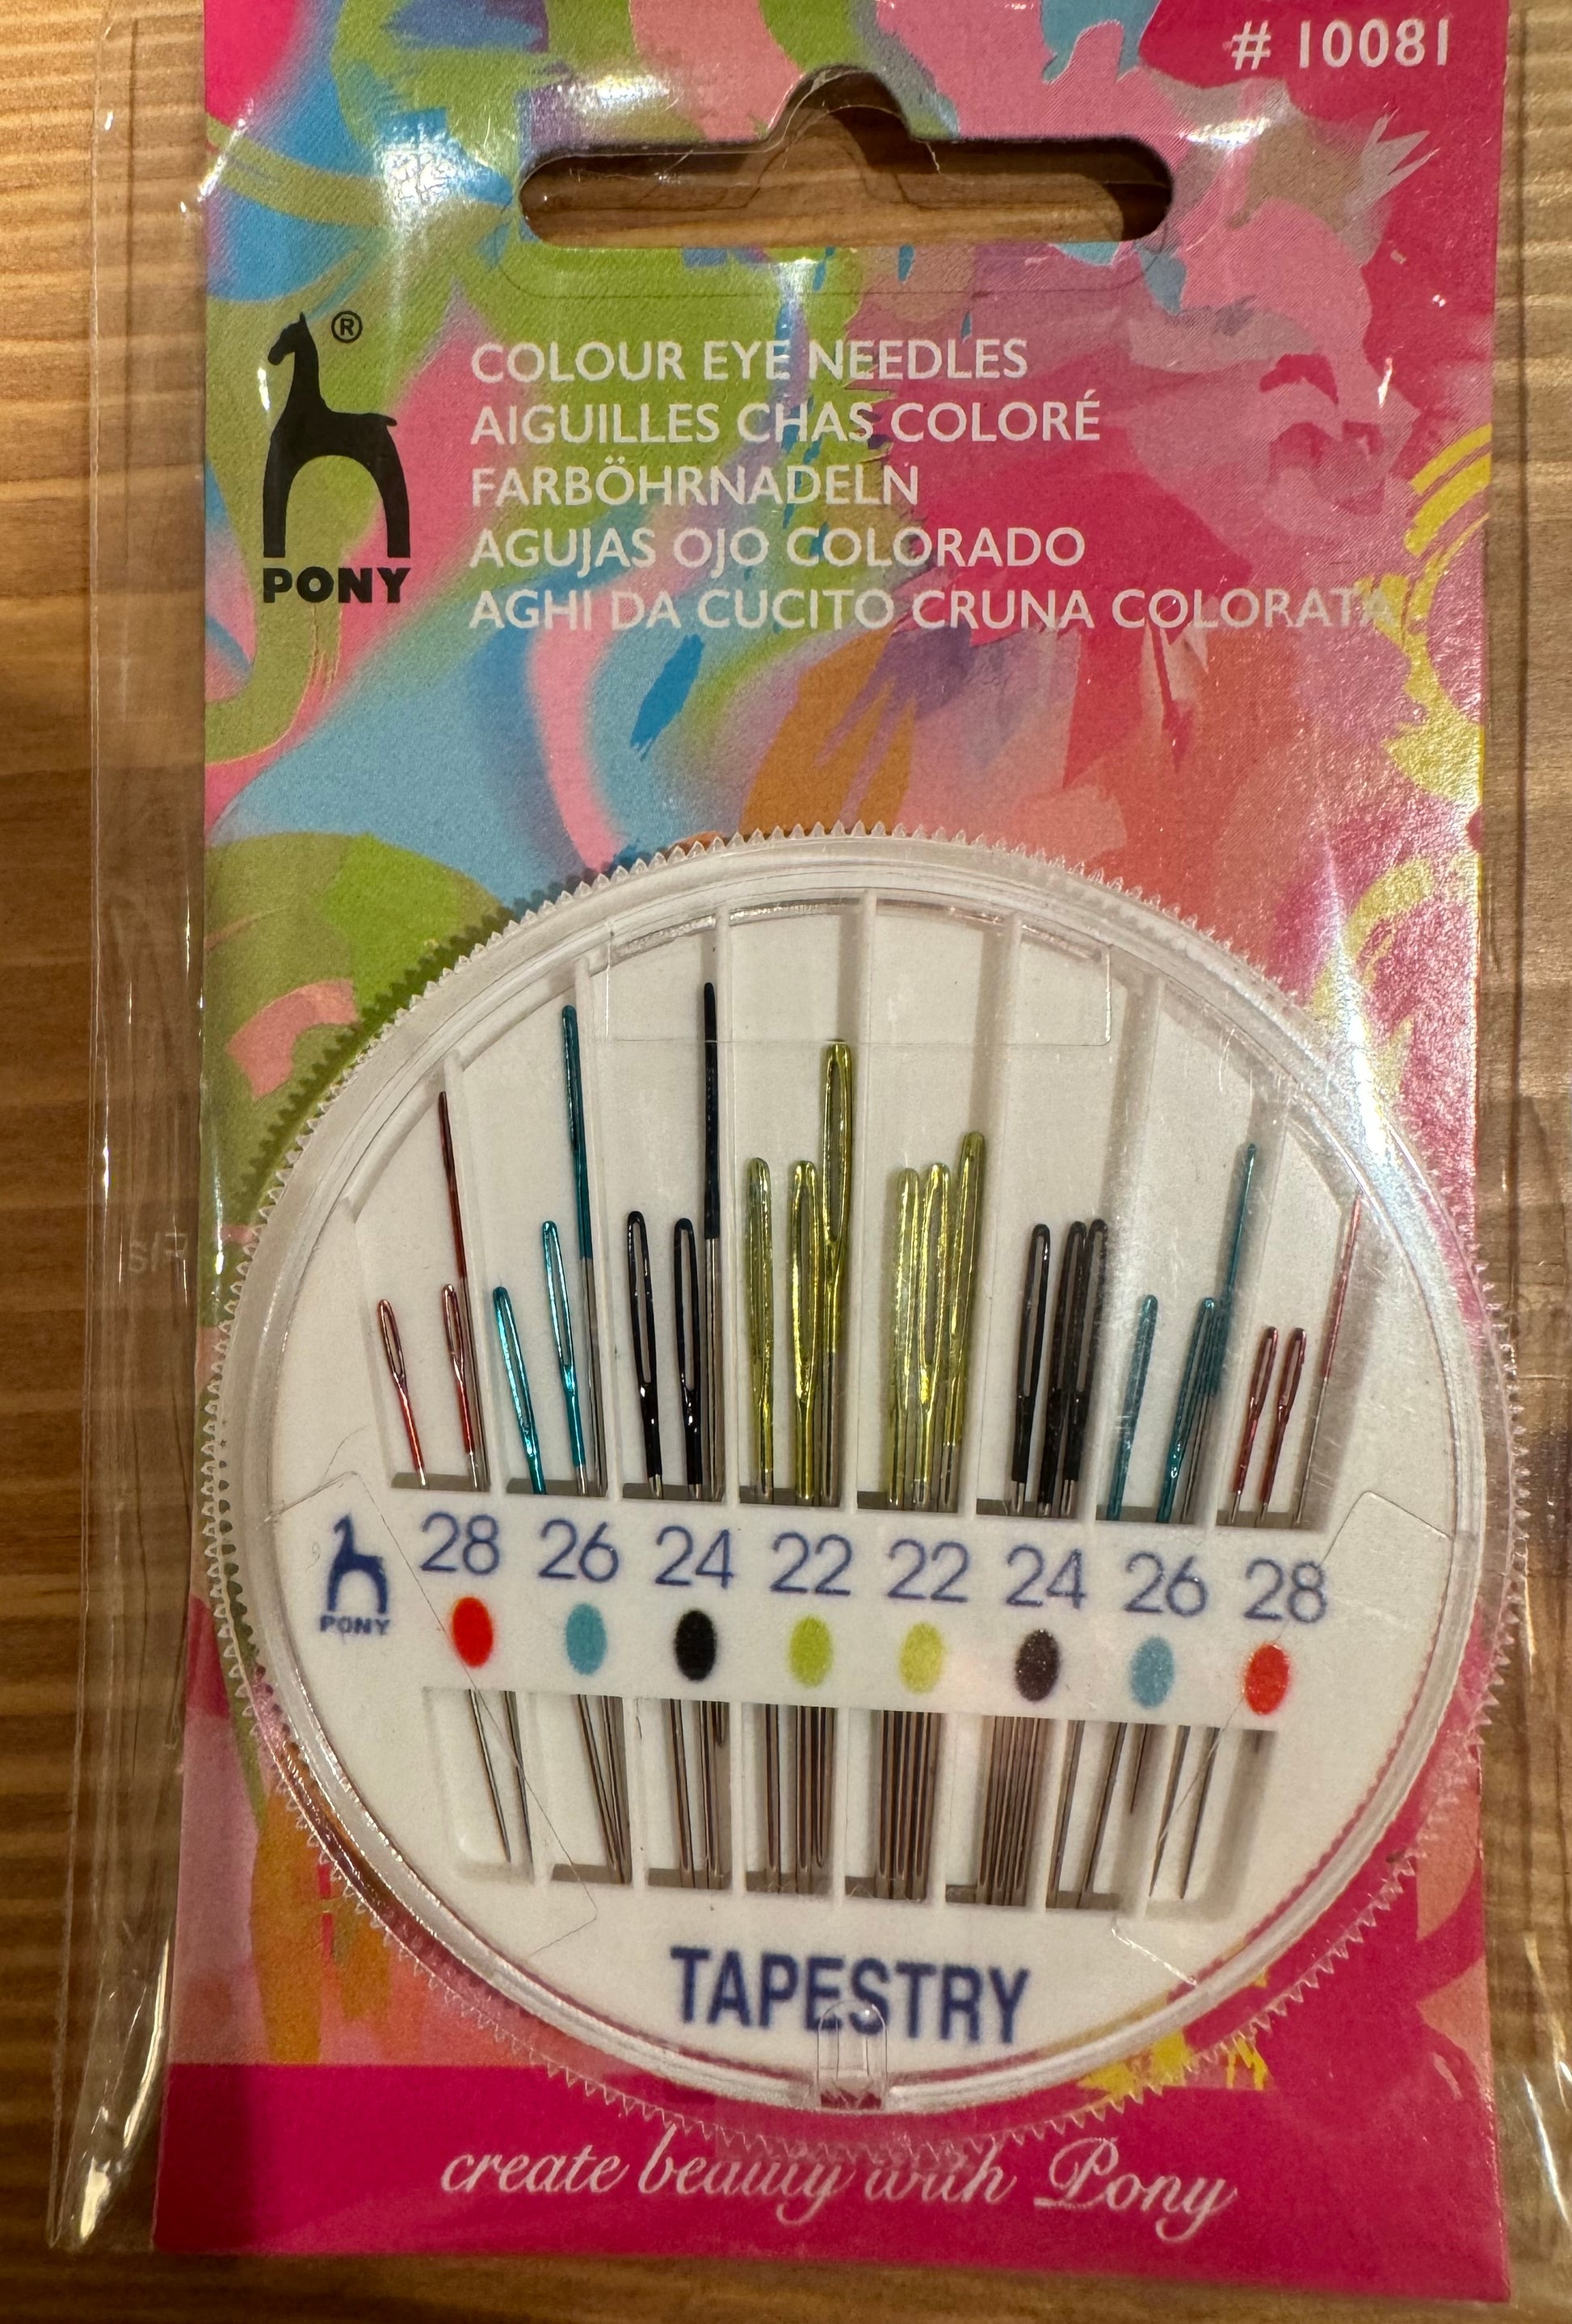 # 10081
®
PONY
COLOUR EYE NEEDLES
AIGUILLES CHAS COLORÉ
FARBÖHRNADELN
AGUJAS OJO COLORADO
AGHI DA CUCITO CRUNA COLORATA
28 26 24 22 22 24 26 28
PONY
TAPESTRY
create beauty with Pony